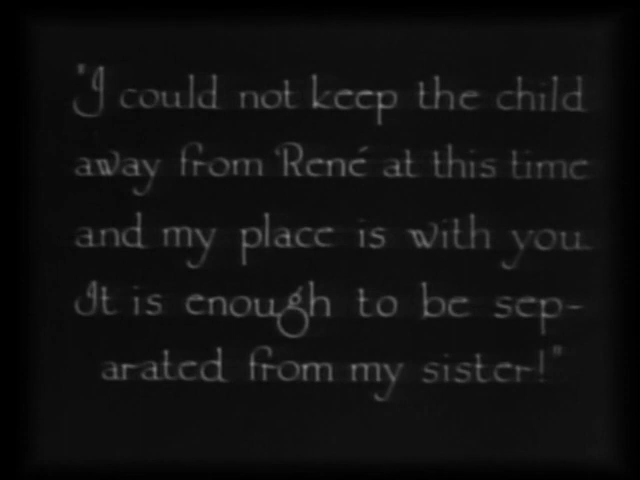 "I could not keep the child
away from René at this time
and my place is with you.
It is enough to be sep-
arated from my sister!"